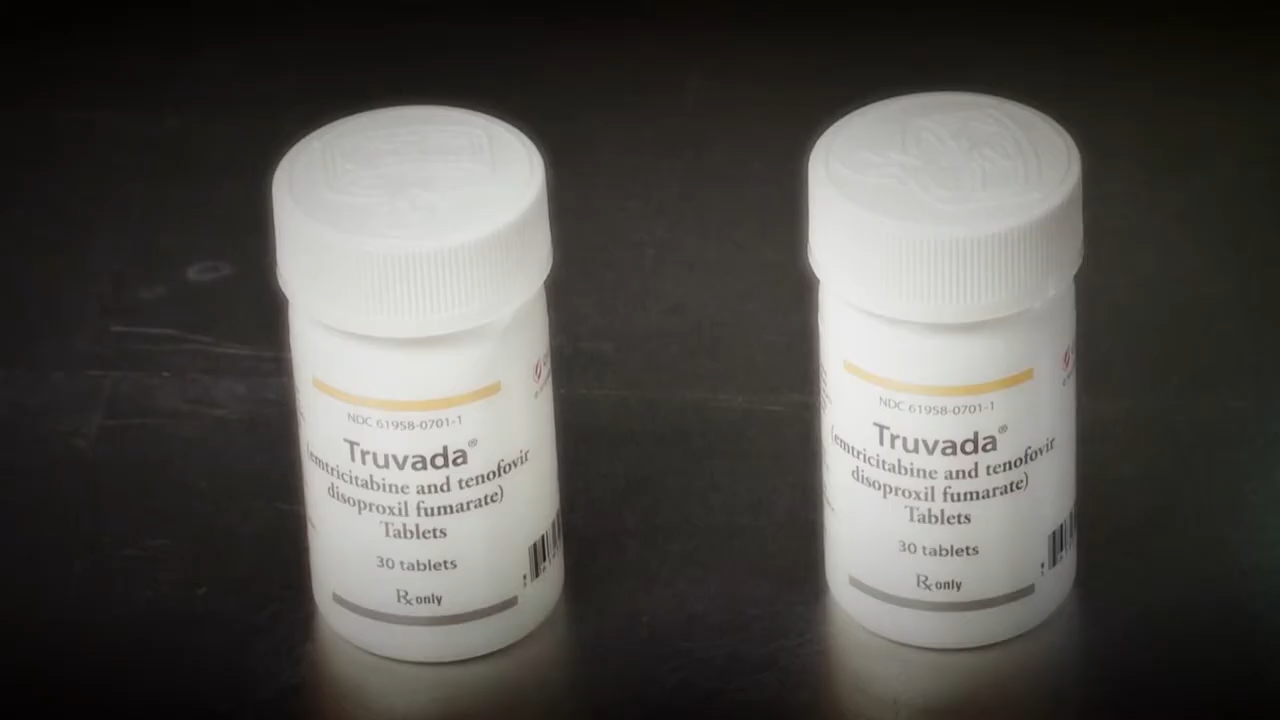 NDC 61958-0701-1
Truvada®
(emtricitabine and tenofovir
disoproxil fumarate)
Tablets
30 tablets
Rx only
NDC 61958-0701-1
Truvada®
(emtricitabine and tenofovir
disoproxil fumarate)
Tablets
30 tablets
Rx only